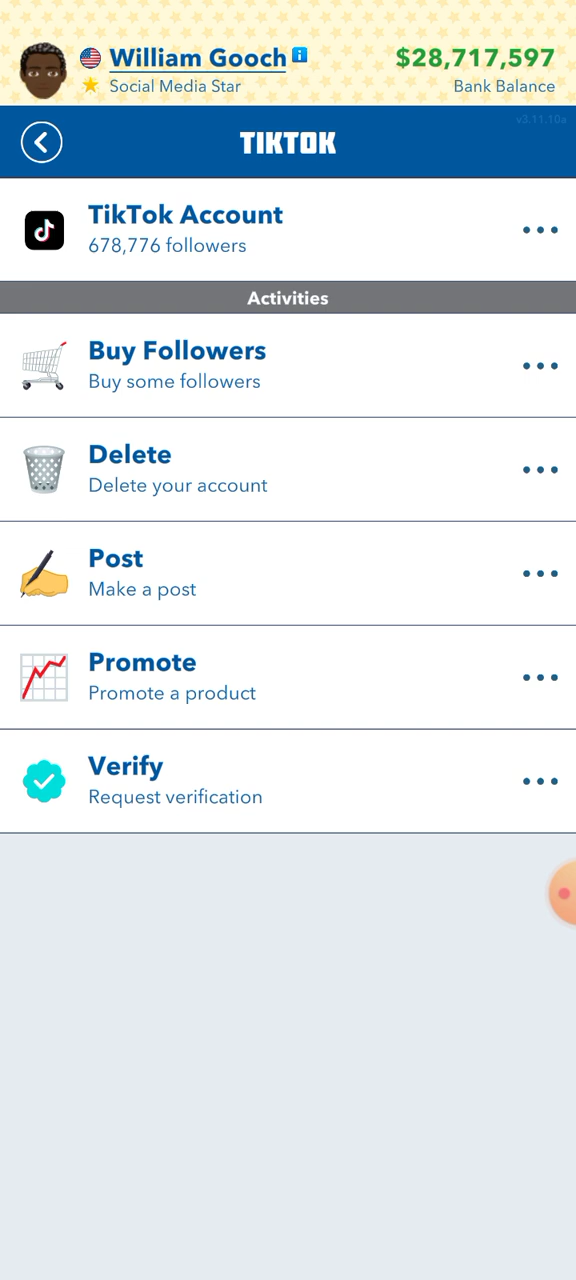 William Gooch
$28,717,597
Social Media Star
Bank Balance
v3.11.10a
TIKTOK
TikTok Account
678,776 followers
Activities
Buy Followers
Buy some followers
Delete
Delete your account
Post
Make a post
Promote
Promote a product
Verify
Request verification